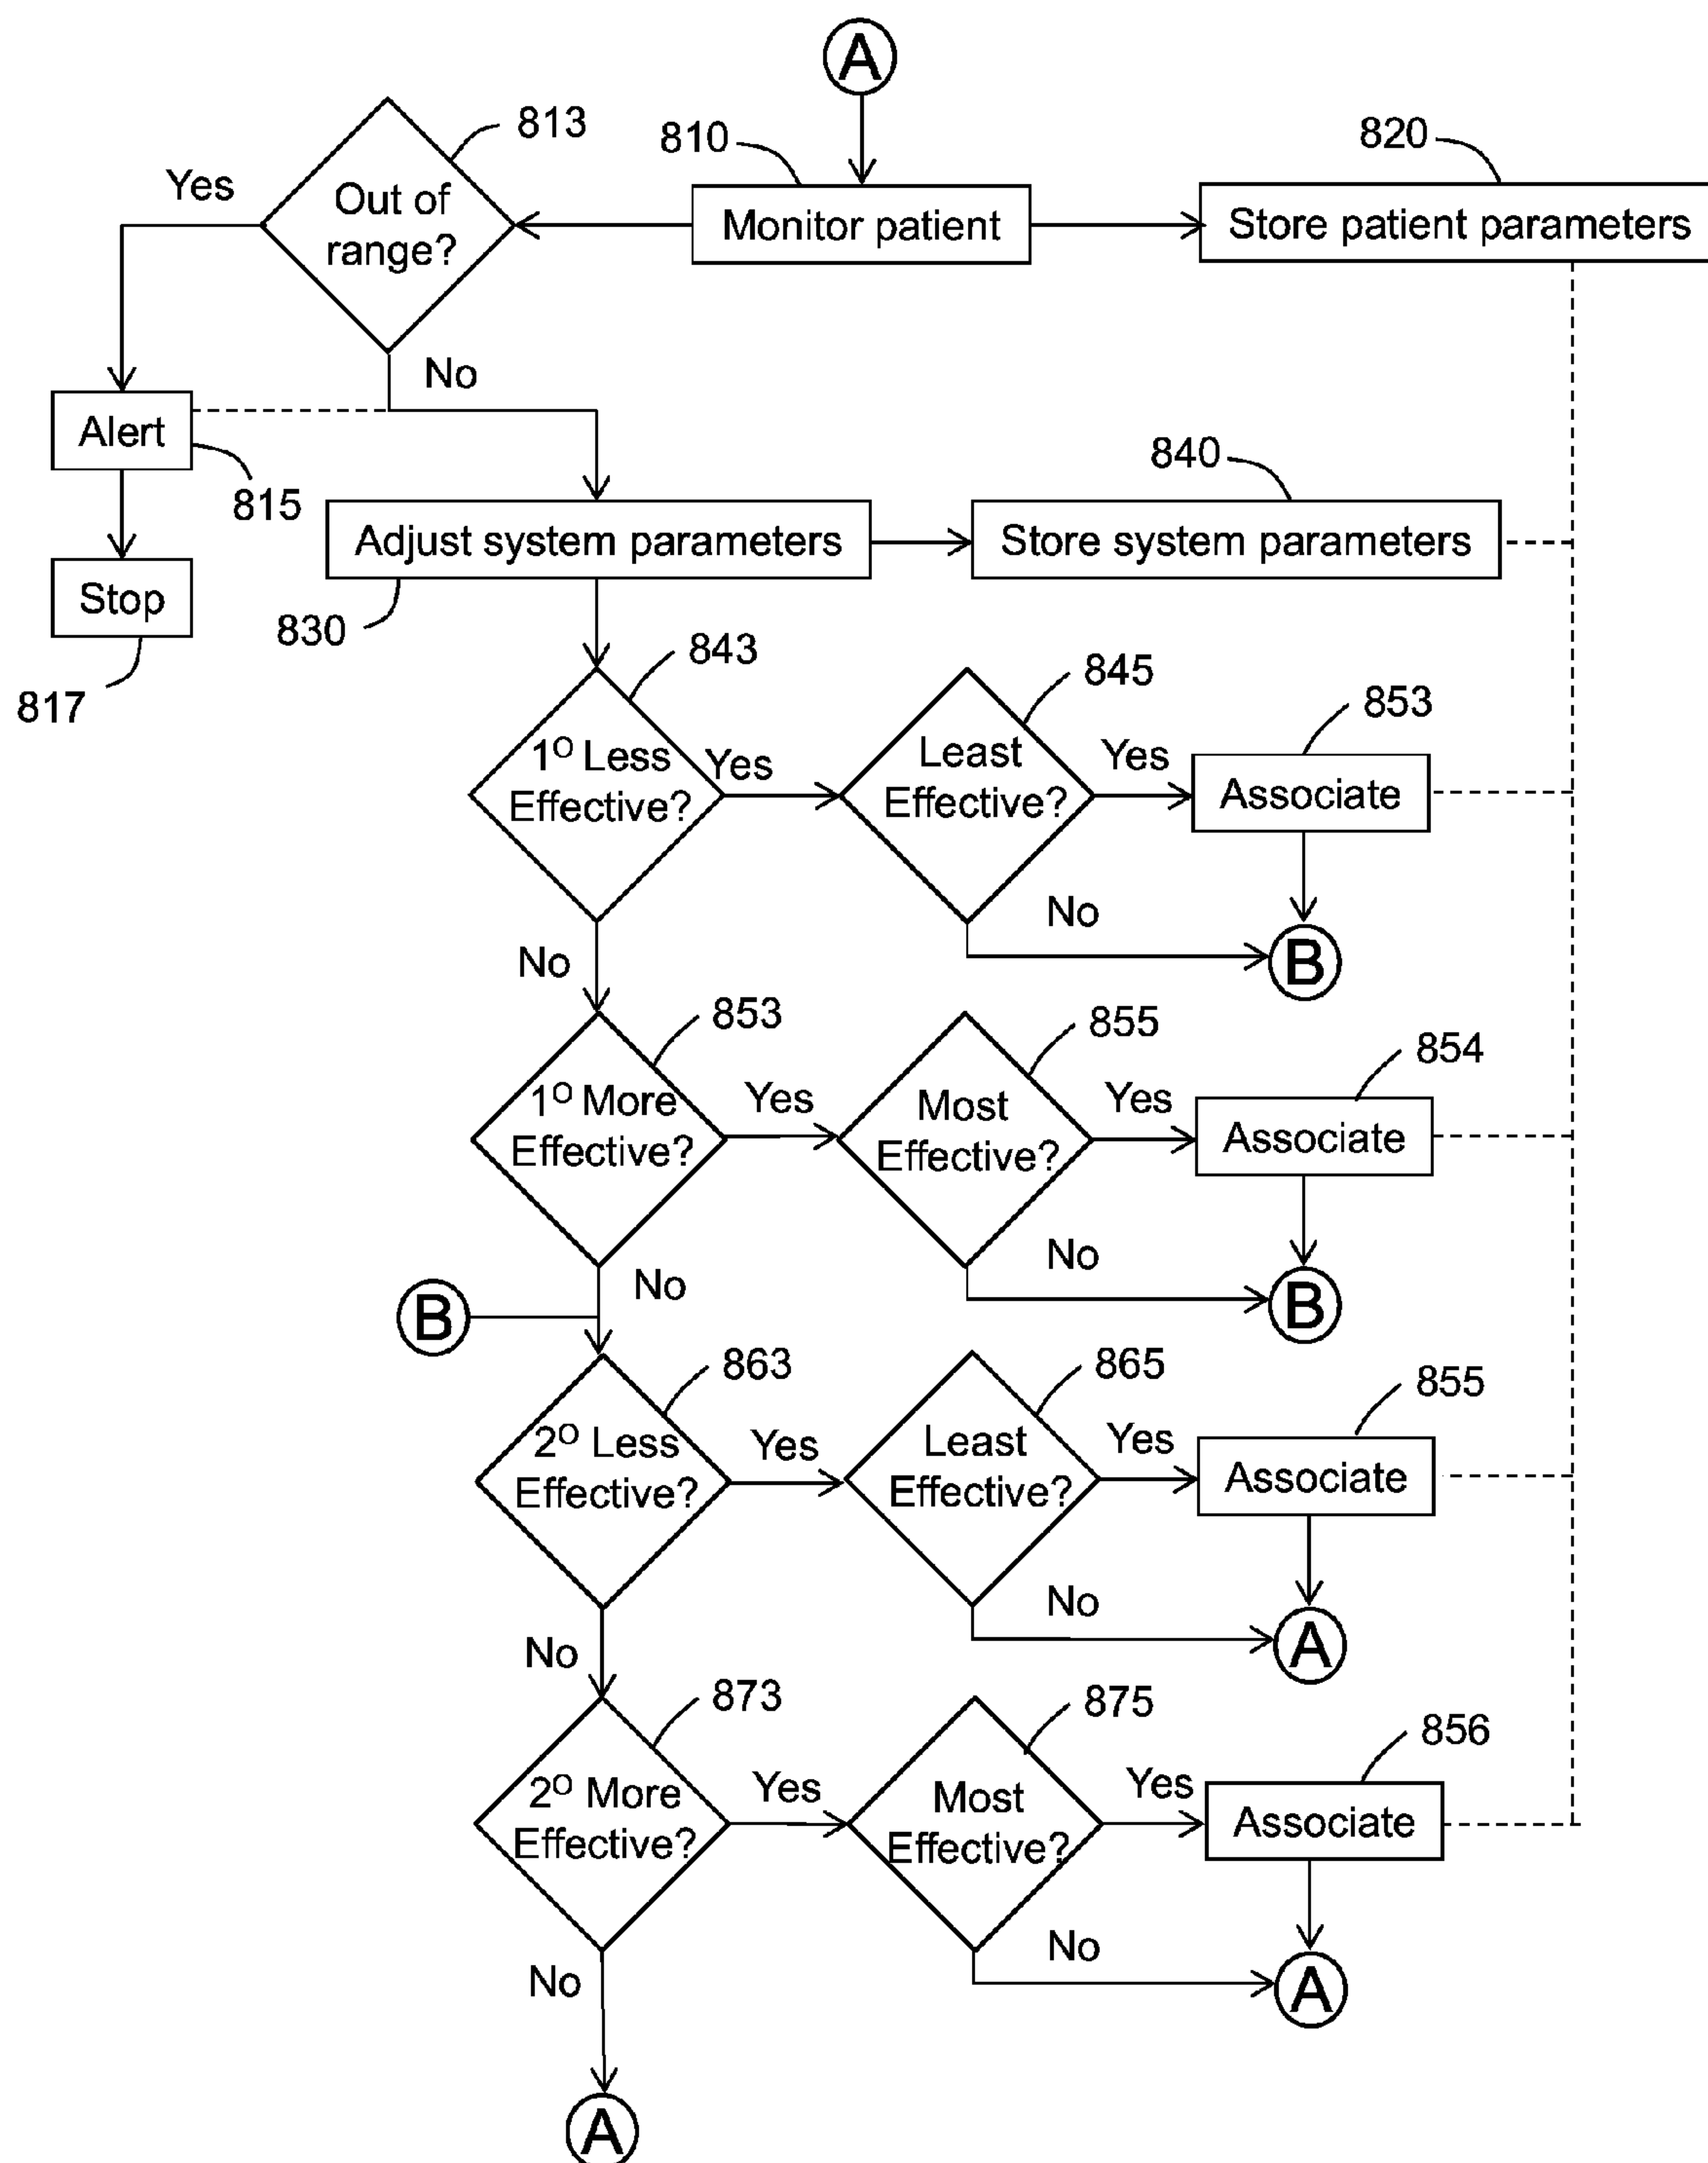 A
813
810
820
Yes
Out of
range?
Monitor patient
Store patient parameters
No
Alert
815
840
Adjust system parameters
Store system parameters
Stop
830
817
843
845
853
1º Less
Effective?
Yes
Least
Effective?
Yes
Associate
No
B
No
853
855
854
1º More
Effective?
Yes
Most
Effective?
Yes
Associate
No
B
No
B
863
865
855
2º Less
Effective?
Yes
Least
Effective?
Yes
Associate
No
A
No
873
875
856
2º More
Effective?
Yes
Most
Effective?
Yes
Associate
No
A
No
A